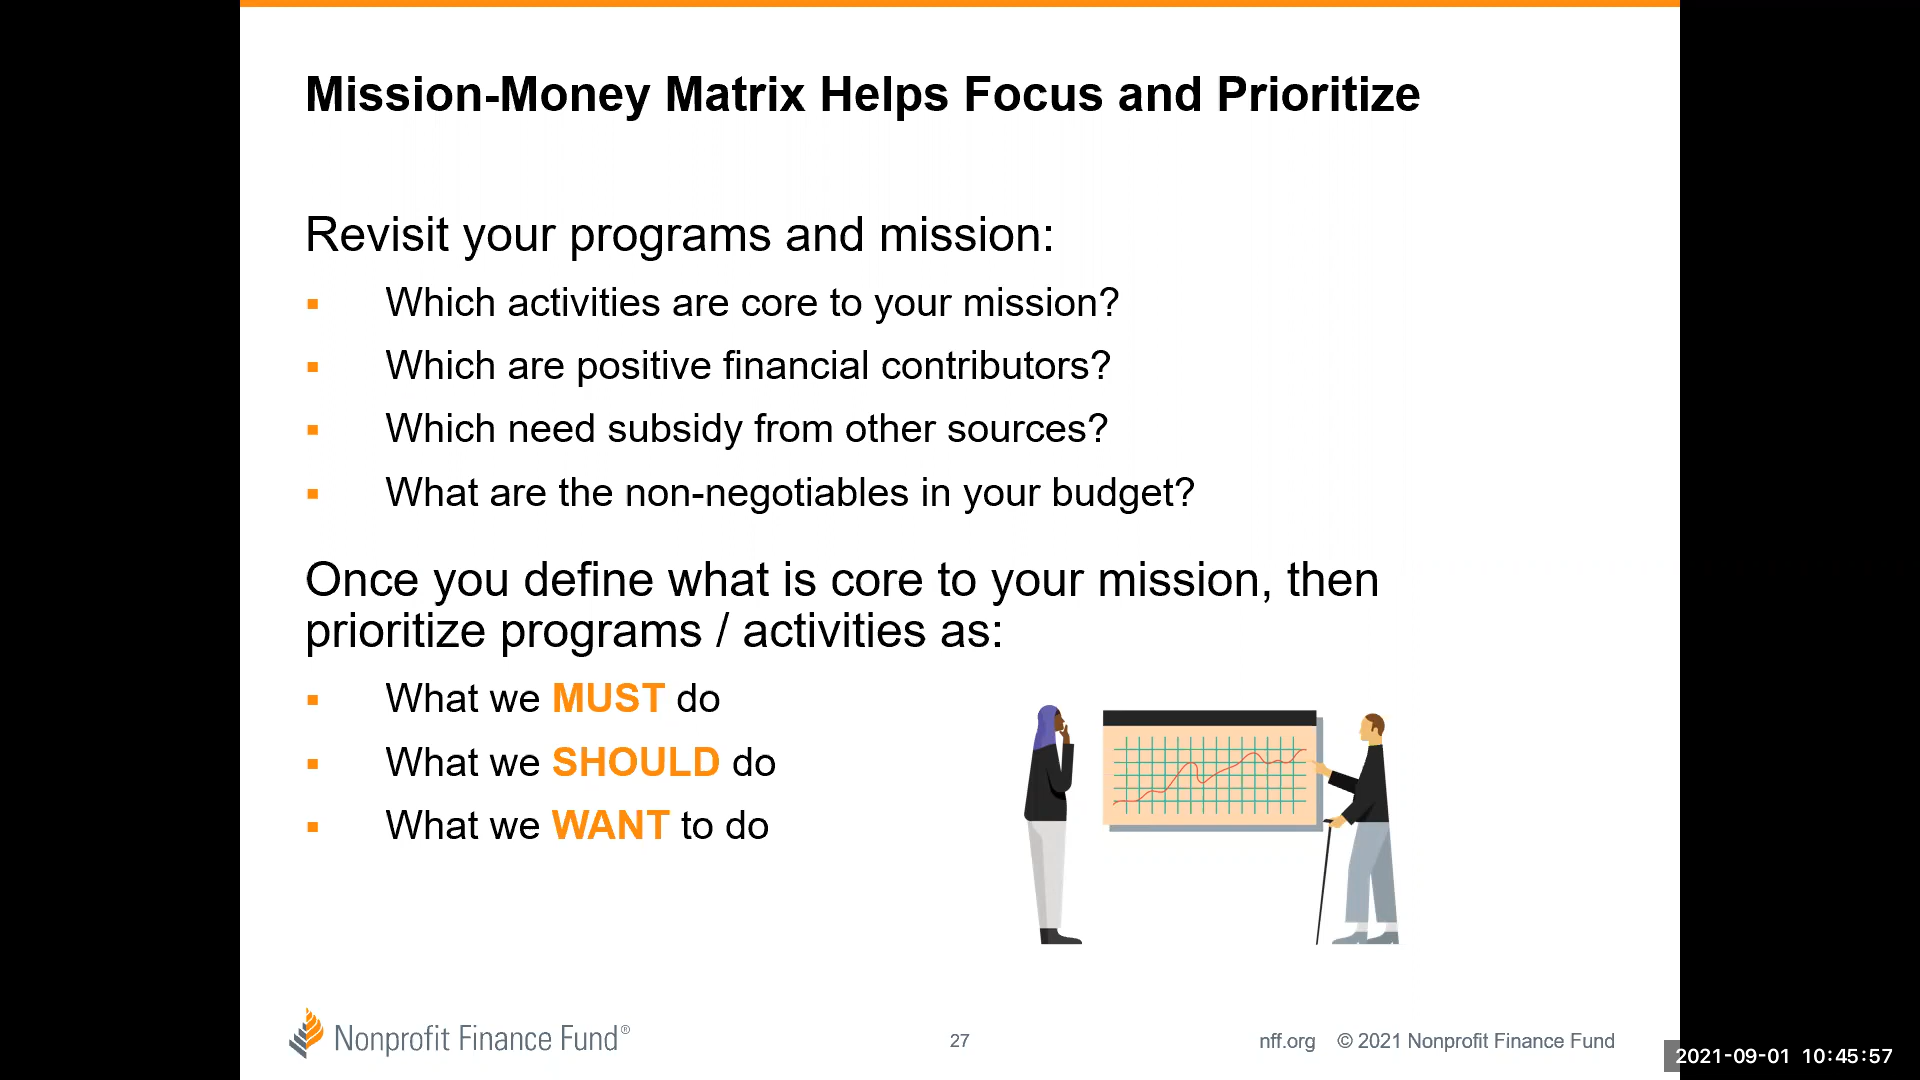 Mission-Money Matrix Helps Focus and Prioritize
Revisit your programs and mission:
▪ Which activities are core to your mission?
▪ Which are positive financial contributors?
▪ Which need subsidy from other sources?
▪ What are the non-negotiables in your budget?
Once you define what is core to your mission, then
prioritize programs / activities as:
▪ What we MUST do
▪ What we SHOULD do
▪ What we WANT to do
Nonprofit Finance Fund®
27
nff.org © 2021 Nonprofit Finance Fund
2021-09-01 10:45:57